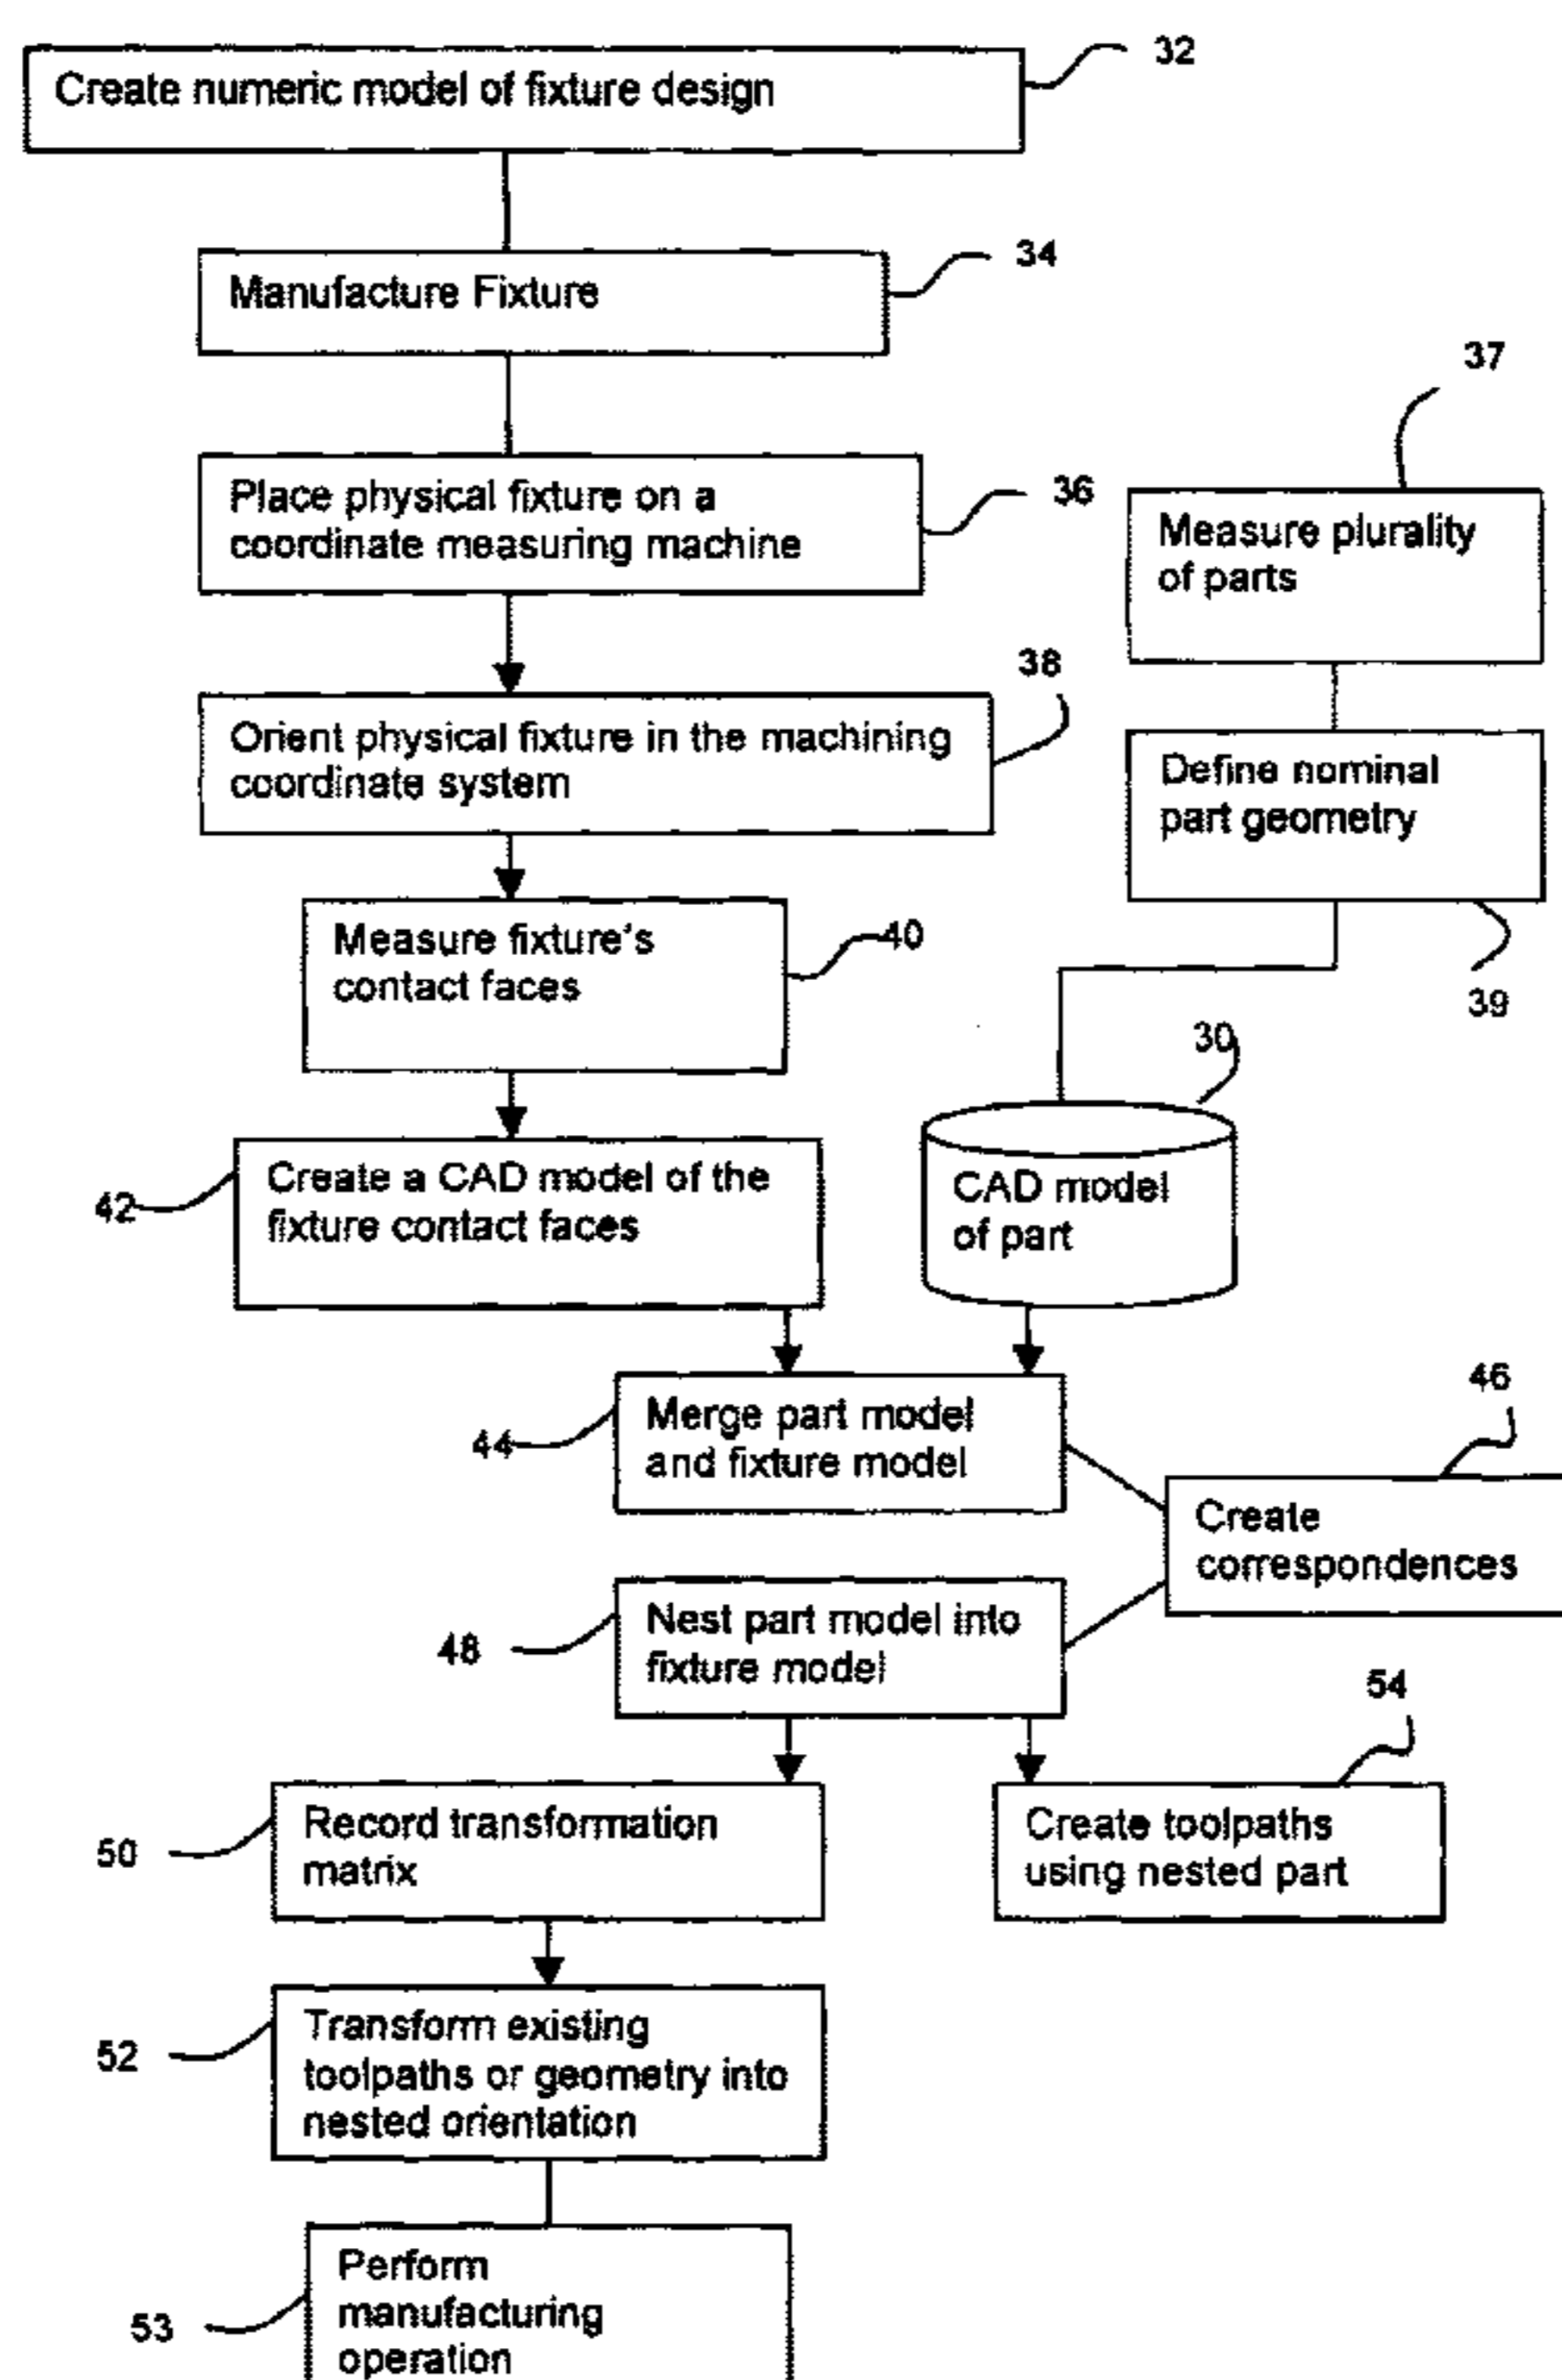 32
Create numeric model of fixture design
34
Manufacture Fixture
37
Place physical fixture on a
coordinate measuring machine
36
Measure plurality
of parts
38
Orient physical fixture in the machining
coordinate system
Define nominal
part geometry
39
Measure fixture's
contact faces
40
30
42
Create a CAD model of the
fixture contact faces
CAD model
of part
44
Merge part model
and fixture model
46
Create
correspondences
48
Nest part model into
fixture model
54
50
Record transformation
matrix
Create toolpaths
using nested part
52
Transform existing
toolpaths or geometry into
nested orientation
53
Perform
manufacturing
operation